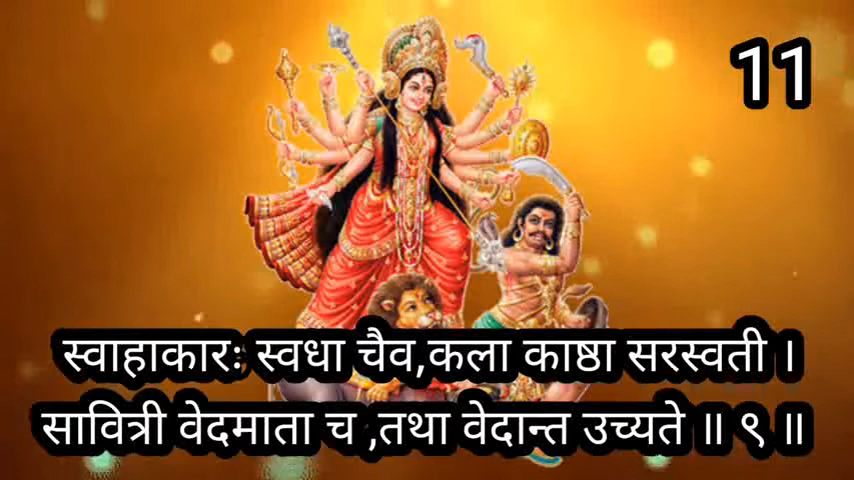 11
स्वाहाकारः स्वधा चैव,कला काष्ठा सरस्वती ।
सावित्री वेदमाता च ,तथा वेदान्त उच्यते ॥ ९ ॥